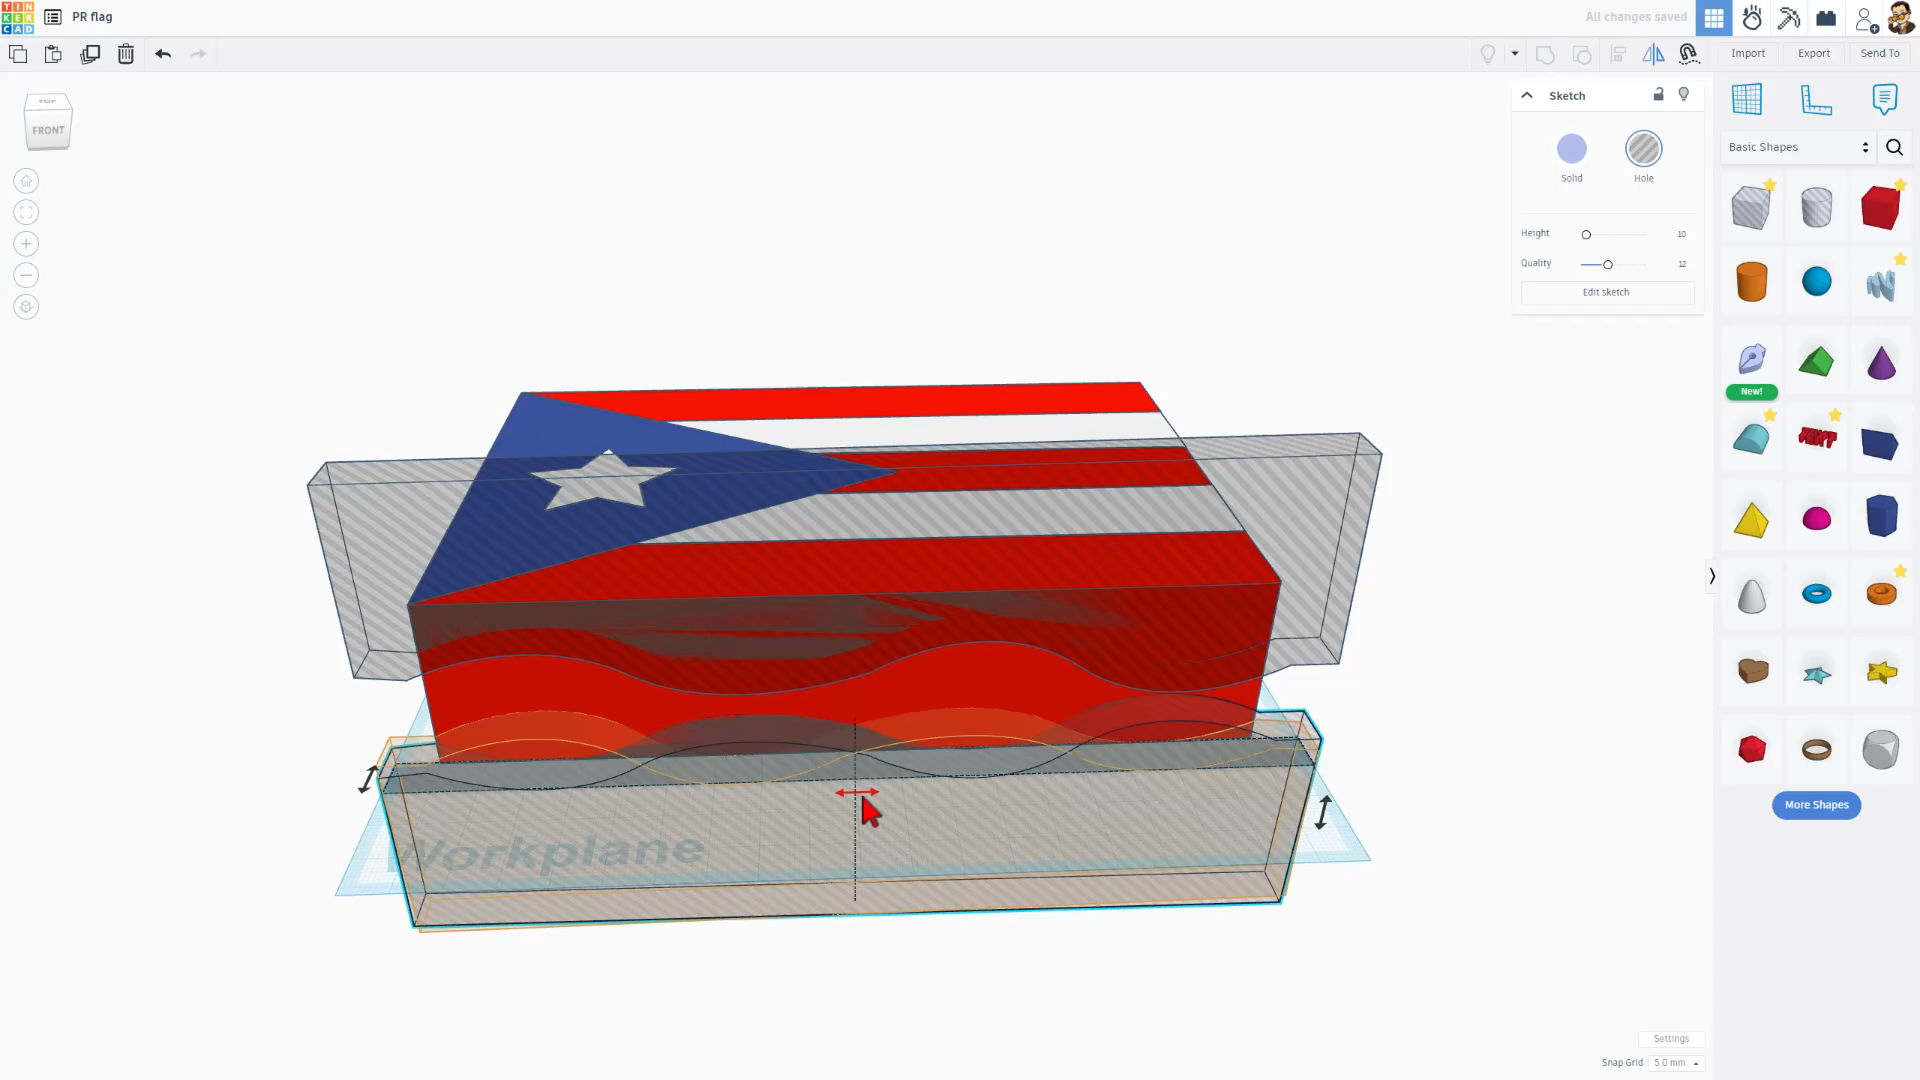 TIN
KER
CAD
PR flag
All changes saved
Import
Export
Send To
TOP
FRONT
Sketch
Solid
Hole
Height
10
Quality
12
Edit sketch
Basic Shapes
New!
TEXT
More Shapes
Workplane
Settings
Snap Grid
5.0 mm